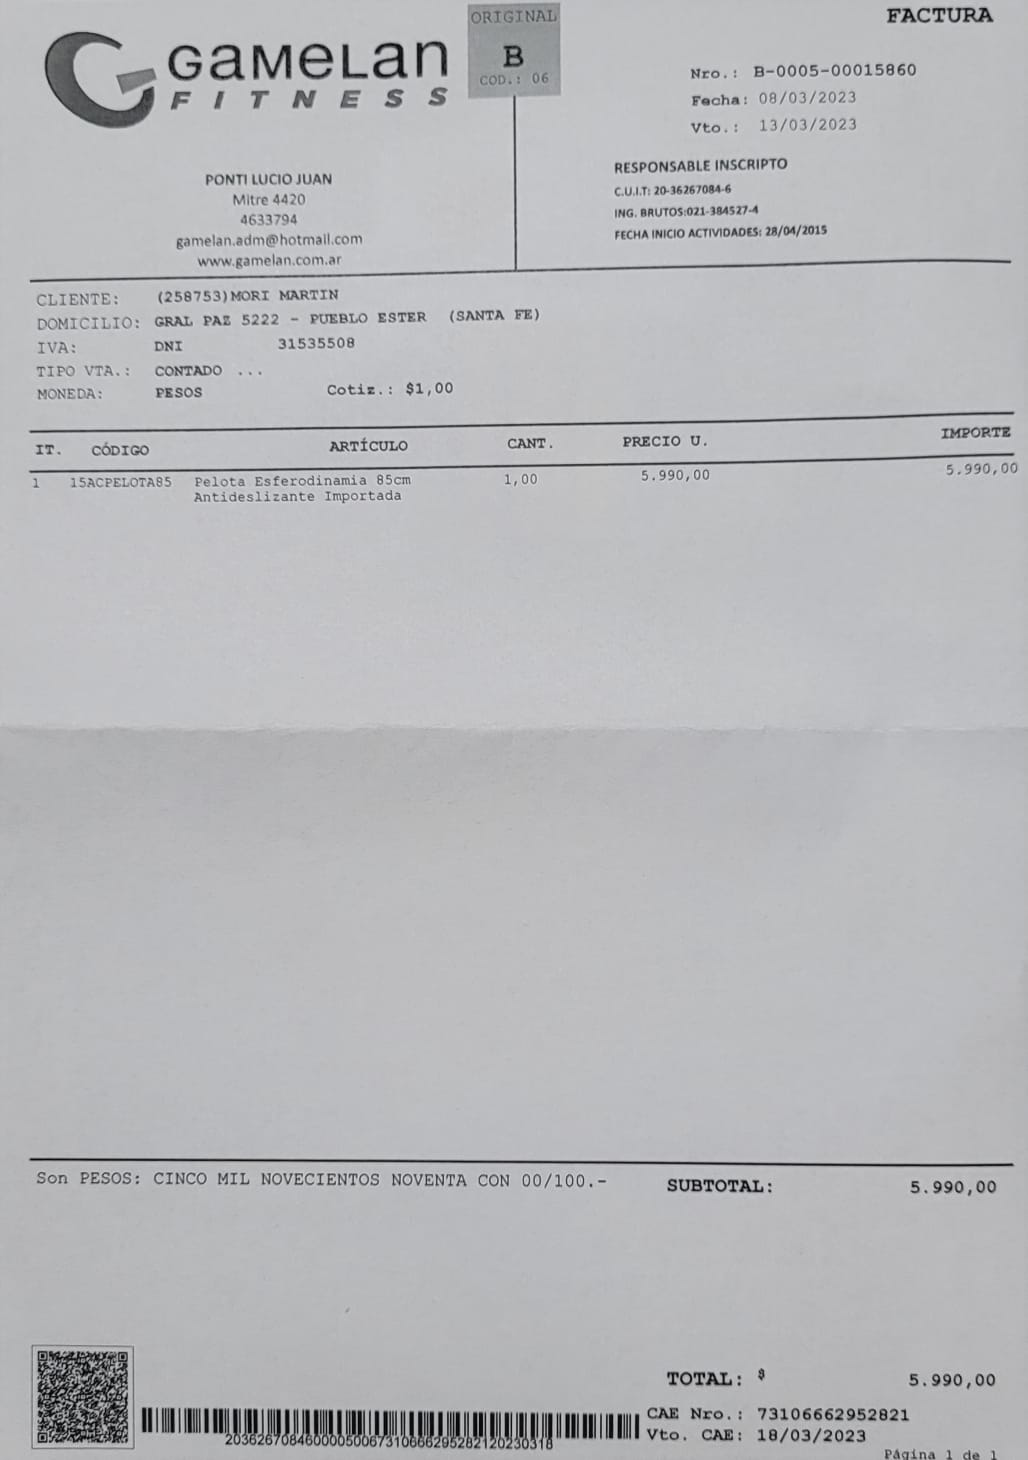 GAMELAN
FITNESS
ORIGINAL
B
COD.: 06
FACTURA
Nro.: B-0005-00015860
Fecha: 08/03/2023
Vto.: 13/03/2023
PONTI LUCIO JUAN
Mitre 4420
4633794
gamelan.adm@hotmail.com
www.gamelan.com.ar
RESPONSABLE INSCRIPTO
C.U.I.T: 20-36267084-6
ING. BRUTOS:021-384527-4
FECHA INICIO ACTIVIDADES: 28/04/2015
CLIENTE: (258753)MORI MARTIN
DOMICILIO: GRAL PAZ 5222 - PUEBLO ESTER (SANTA FE)
IVA: DNI 31535508
TIPO VTA.: CONTADO ...
MONEDA: PESOS Cotiz.: $1,00
IT. CÓDIGO ARTÍCULO CANT. PRECIO U. IMPORTE
1 15ACPELOTA85 Pelota Esferodinamia 85cm 1,00 5.990,00 5.990,00
Antideslizante Importada
Son PESOS: CINCO MIL NOVECIENTOS NOVENTA CON 00/100.-
SUBTOTAL: 5.990,00
TOTAL: $ 5.990,00
CAE Nro.: 73106662952821
Vto. CAE: 18/03/2023
2036267084600005006731066629528212023​0318
Página 1 de 1